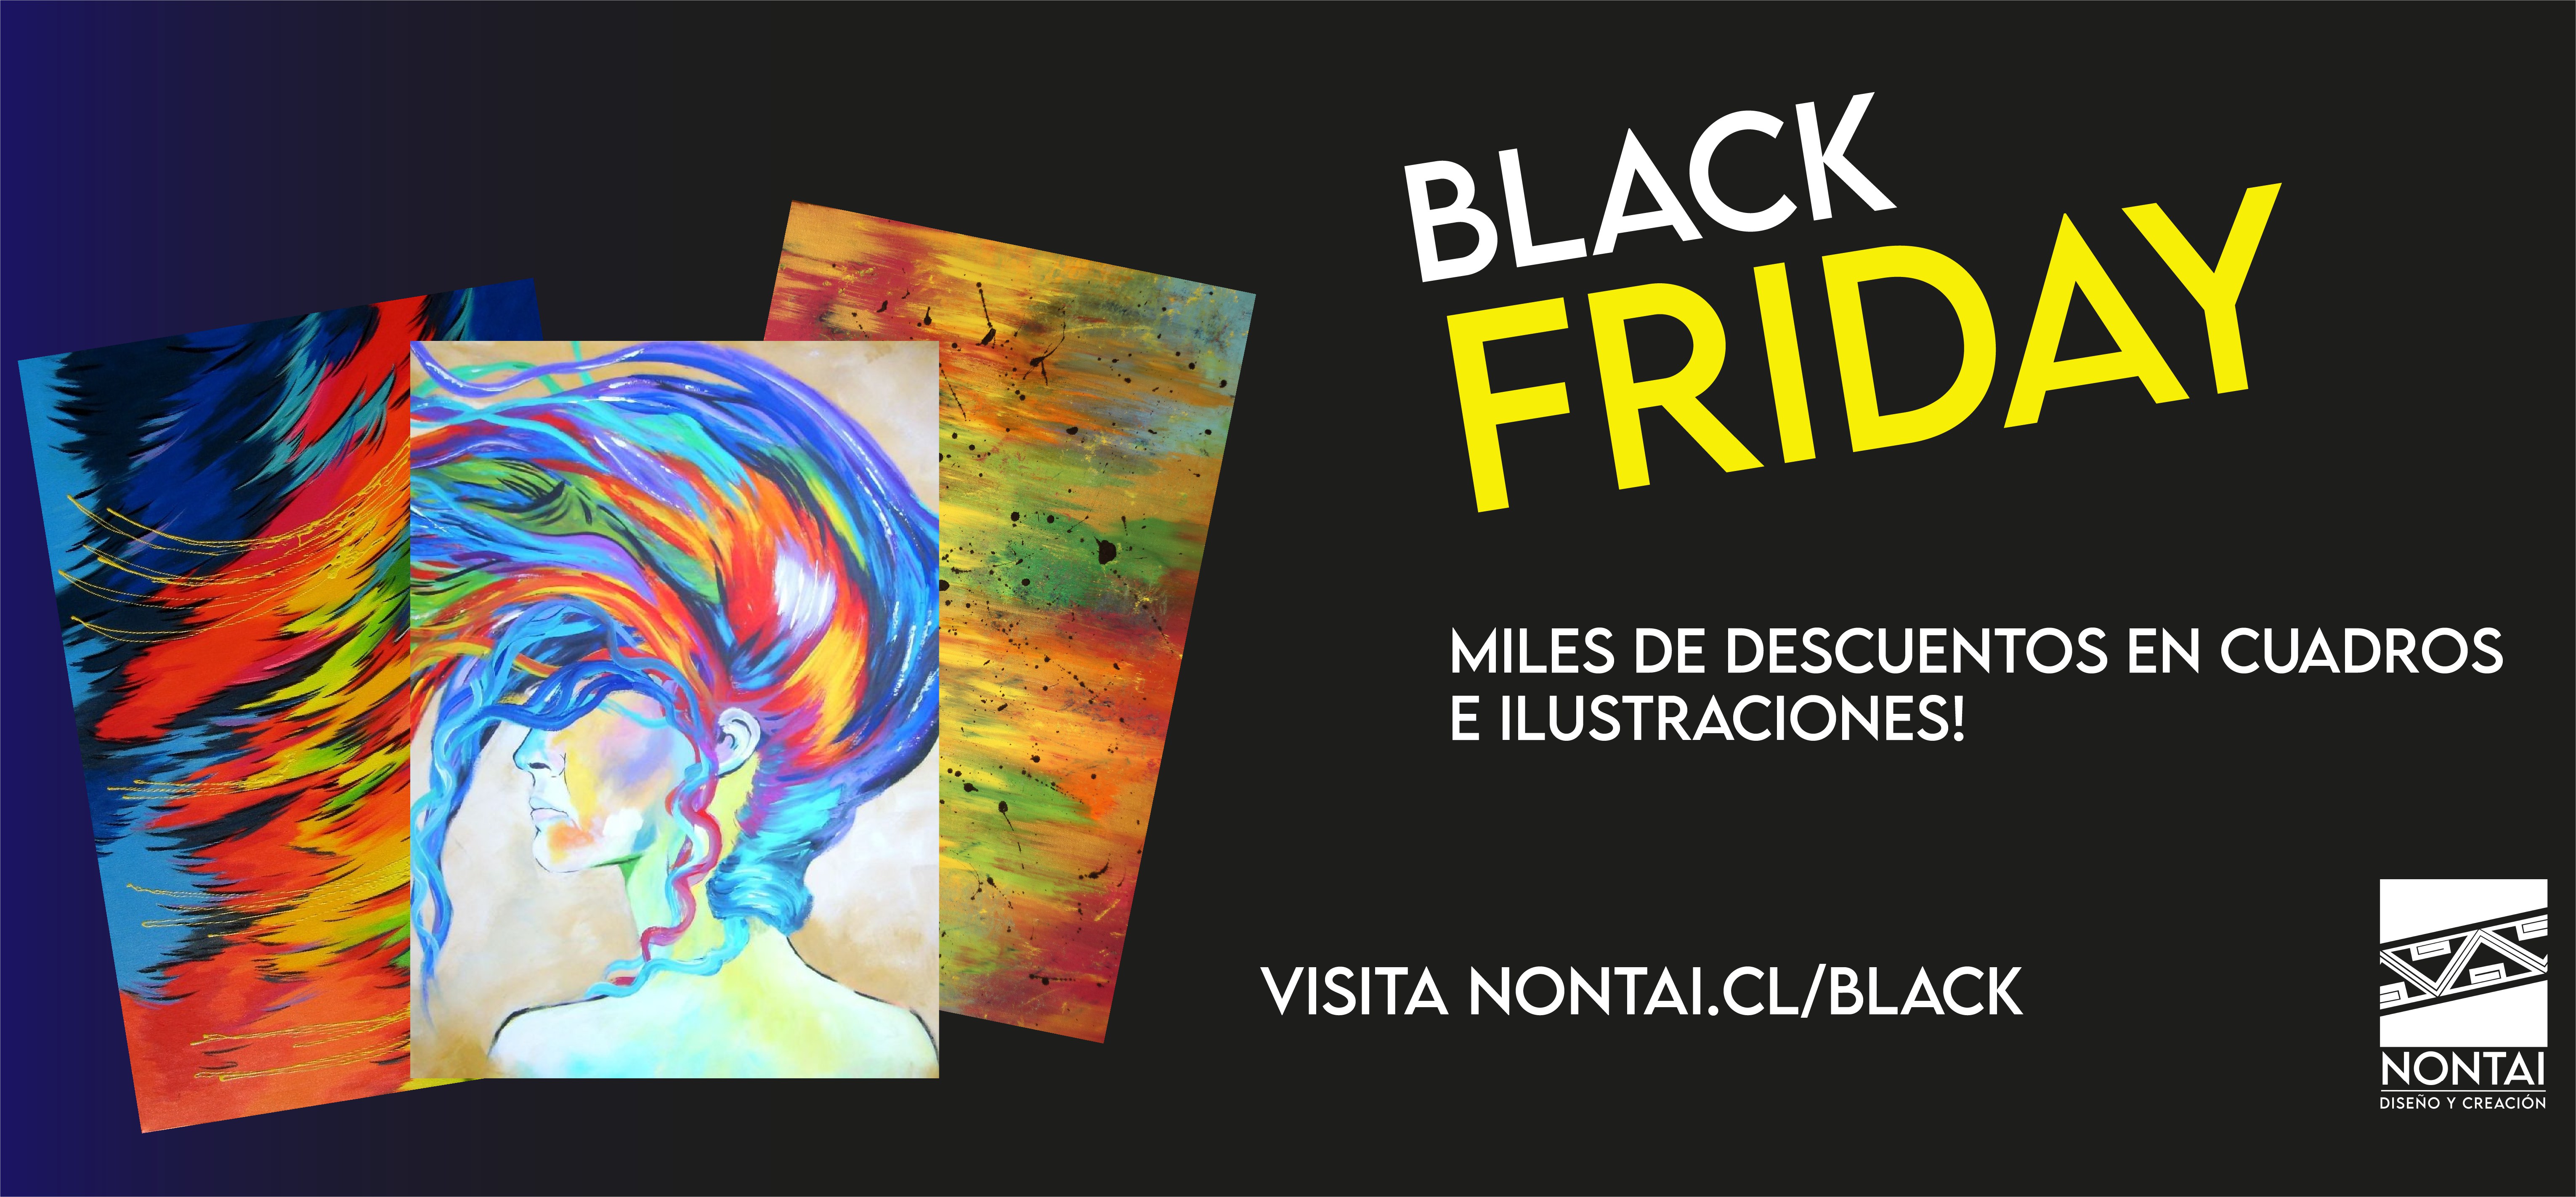 BLACK
FRIDAY
MILES DE DESCUENTOS EN CUADROS
E ILUSTRACIONES!
VISITA NONTAI.CL/BLACK
NONTAI
DISEÑO Y CREACIÓN